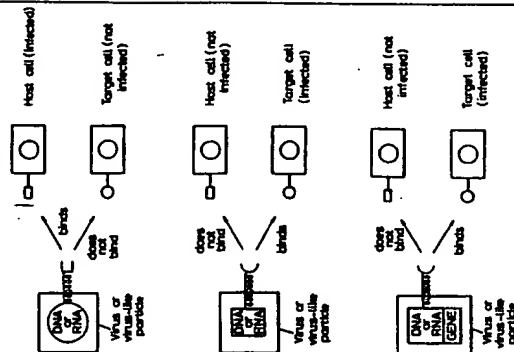 Host cell (infected)
Target cell (not
infected)
binds
does
not
bind
DNA
or
RNA
Virus or
virus-like
particle
Host cell (not
infected)
Target cell
(infected)
does
not
bind
binds
DNA
or
RNA
Virus or
virus-like
particle
Host cell (not
infected)
Target cell
(infected)
does
not
bind
binds
DNA
or
RNA
GENE
Virus or
virus-like
particle